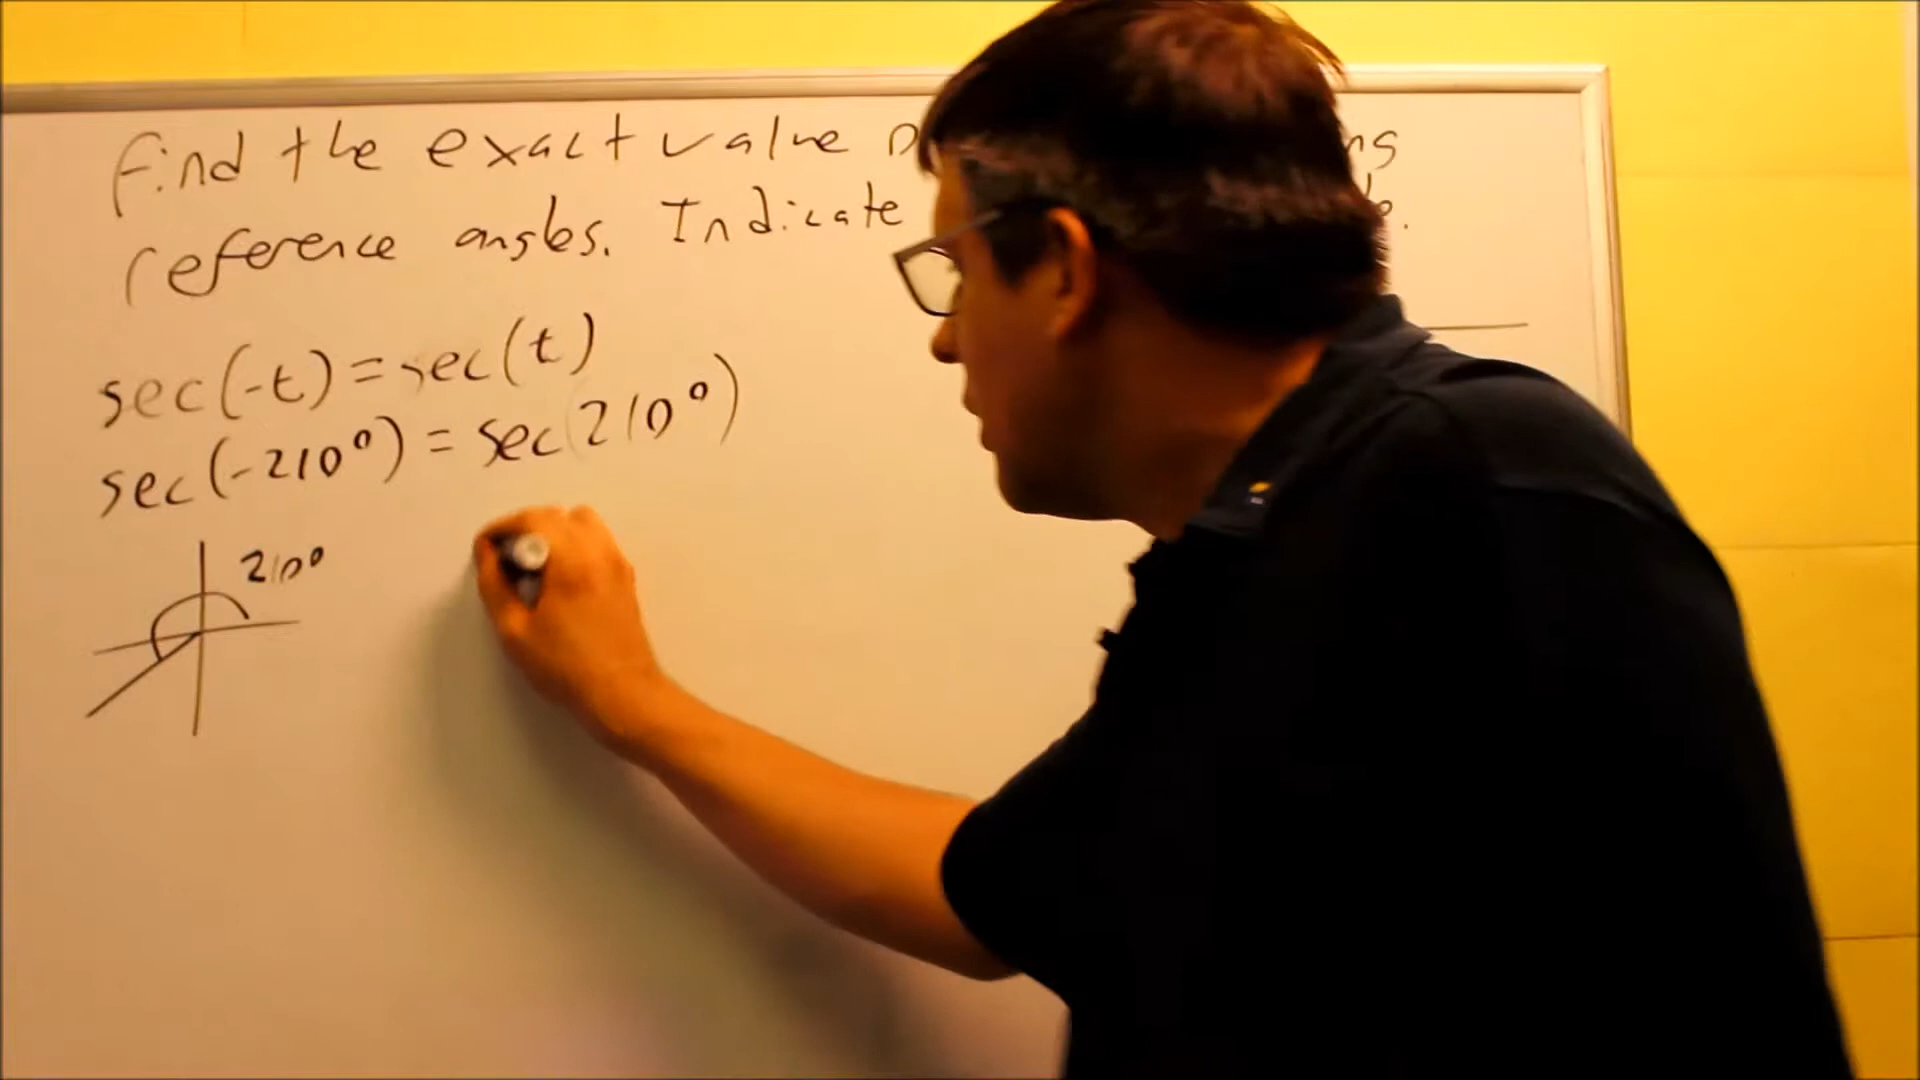 find the exact value
reference angles. Indicate
sec(-t)=sec(t)
sec(-210°) = sec(210°)
210°